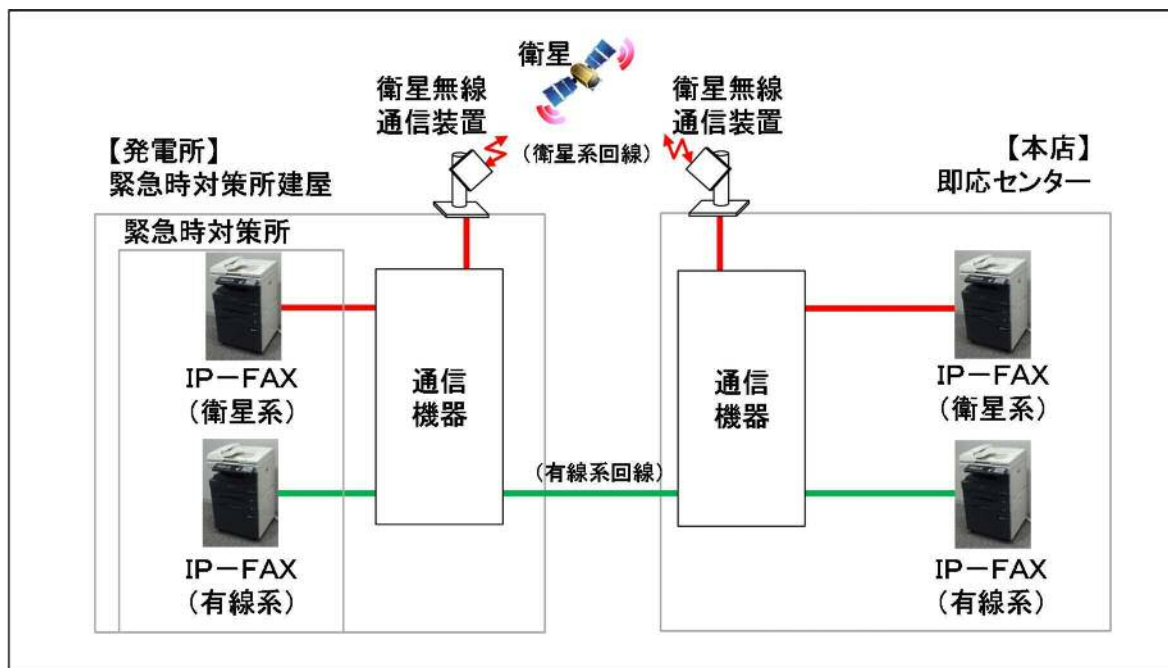 衛星
衛星無線
通信装置
衛星無線
通信装置
(衛星系回線)
【発電所】
緊急時対策所建屋
【本店】
即応センター
緊急時対策所
IP－FAX
(衛星系)
通信
機器
通信
機器
IP－FAX
(衛星系)
(有線系回線)
IP－FAX
(有線系)
IP－FAX
(有線系)